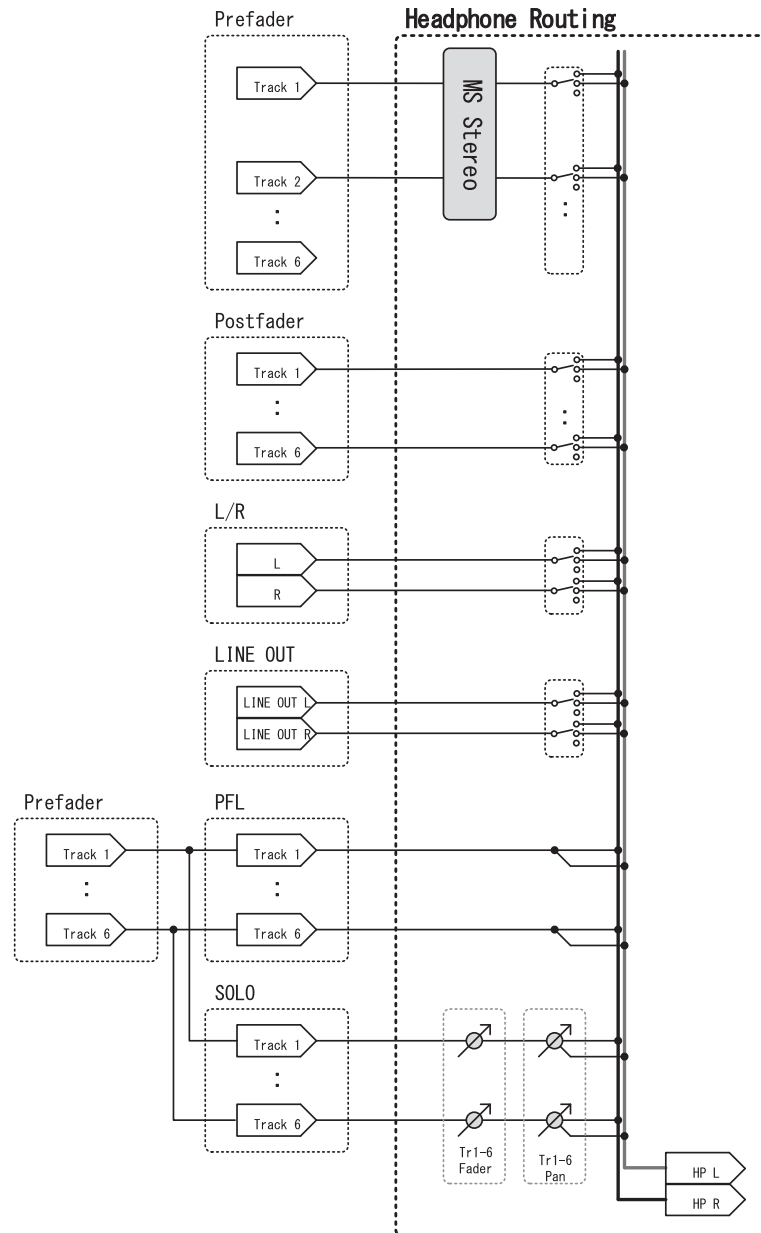 Prefader
Headphone Routing
Track 1
MS Stereo
Track 2
:
:
Track 6
Postfader
Track 1
:
:
Track 6
L/R
L
R
LINE OUT
LINE OUT L
LINE OUT R
Prefader
PFL
Track 1
Track 1
:
:
Track 6
Track 6
SOLO
Track 1
:
Track 6
Tr1-6
Fader
Tr1-6
Pan
HP L
HP R